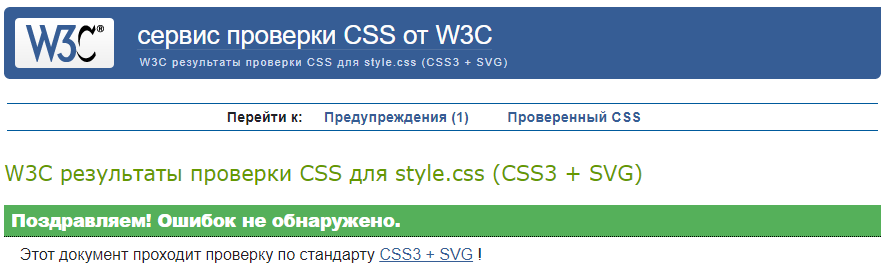 W3C®
сервис проверки CSS от W3C
W3C результаты проверки CSS для style.css (CSS3 + SVG)
Перейти к: Предупреждения (1) Проверенный CSS
W3C результаты проверки CSS для style.css (CSS3 + SVG)
Поздравляем! Ошибок не обнаружено.
Этот документ проходит проверку по стандарту CSS3 + SVG !